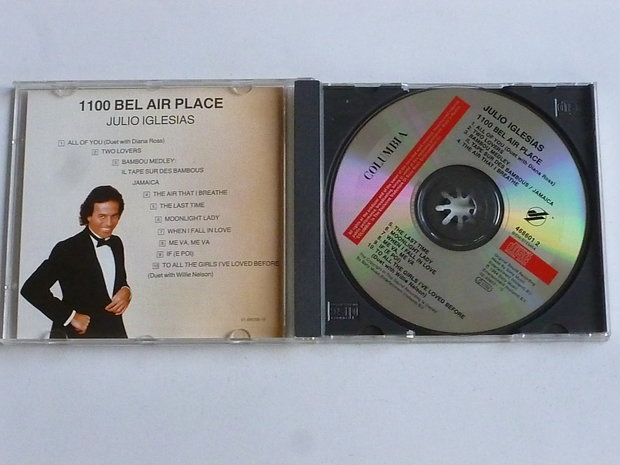 1100 BEL AIR PLACE
JULIO IGLESIAS
1 ALL OF YOU (Duet with Diana Ross)
2 TWO LOVERS
3 BAMBOU MEDLEY:
IL TAPE SUR DES BAMBOUS
JAMAICA
4 THE AIR THAT I BREATHE
5 THE LAST TIME
6 MOONLIGHT LADY
7 WHEN I FALL IN LOVE
8 ME VA, ME VA
9 IF (E POI)
10 TO ALL THE GIRLS I'VE LOVED BEFORE
(Duet with Willie Nelson)
COLUMBIA
JULIO IGLESIAS
1100 BEL AIR PLACE
1. ALL OF YOU (Duet with Diana Ross)
2. TWO LOVERS
3. BAMBOU MEDLEY:
IL TAPE SUR DES BAMBOUS / JAMAICA
4. THE AIR THAT I BREATHE
468601 2
5. THE LAST TIME
6. MOONLIGHT LADY
7. WHEN I FALL IN LOVE
8. ME VA, ME VA
9. IF (E POI)
10. TO ALL THE GIRLS I'VE LOVED BEFORE
(Duet with Willie Nelson)